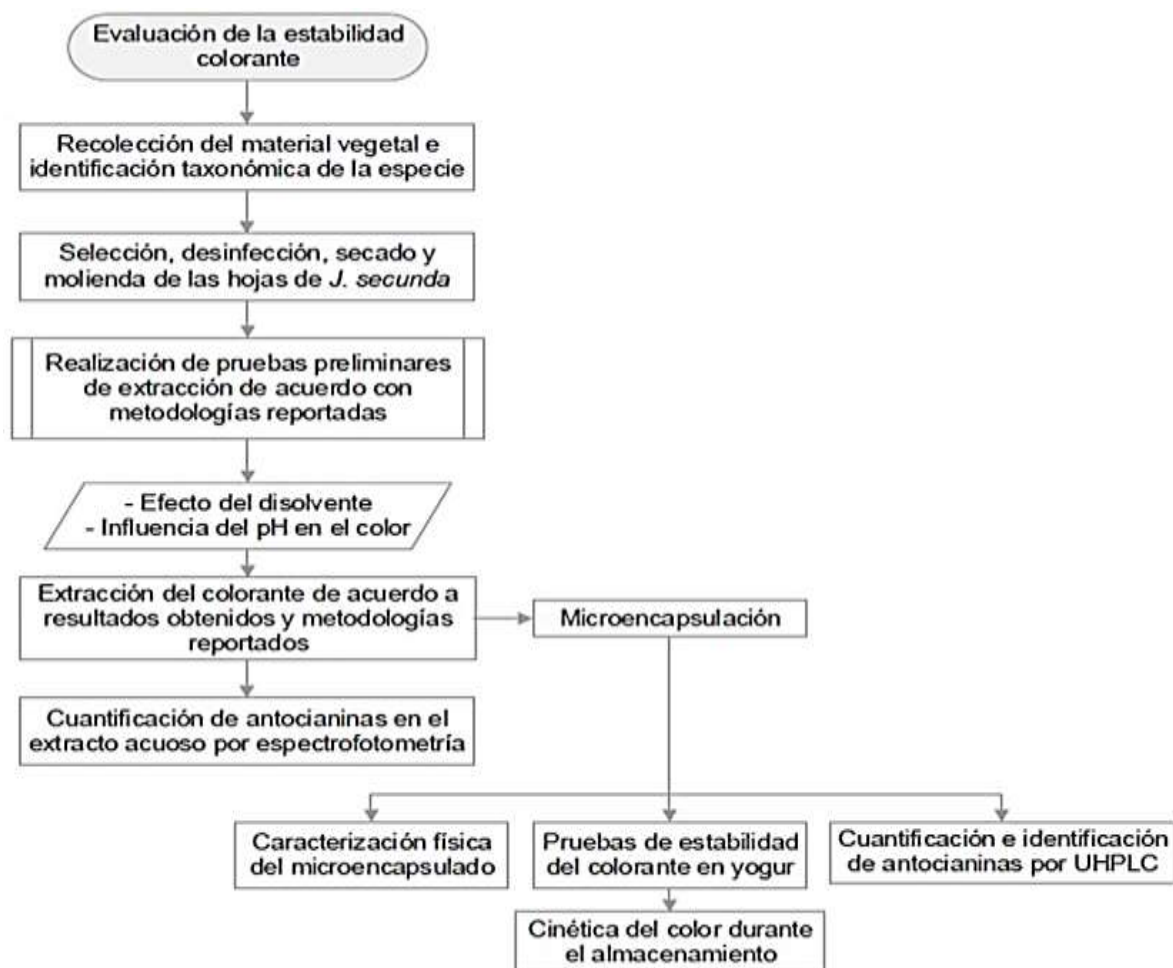 Evaluación de la estabilidad
colorante
Recolección del material vegetal e
identificación taxonómica de la especie
Selección, desinfección, secado y
molienda de las hojas de J. secunda
Realización de pruebas preliminares
de extracción de acuerdo con
metodologías reportadas
- Efecto del disolvente
- Influencia del pH en el color
Extracción del colorante de acuerdo a
resultados obtenidos y metodologías
reportados
Microencapsulación
Cuantificación de antocianinas en el
extracto acuoso por espectrofotometría
Caracterización física
del microencapsulado
Pruebas de estabilidad
del colorante en yogur
Cuantificación e identificación
de antocianinas por UHPLC
Cinética del color durante
el almacenamiento